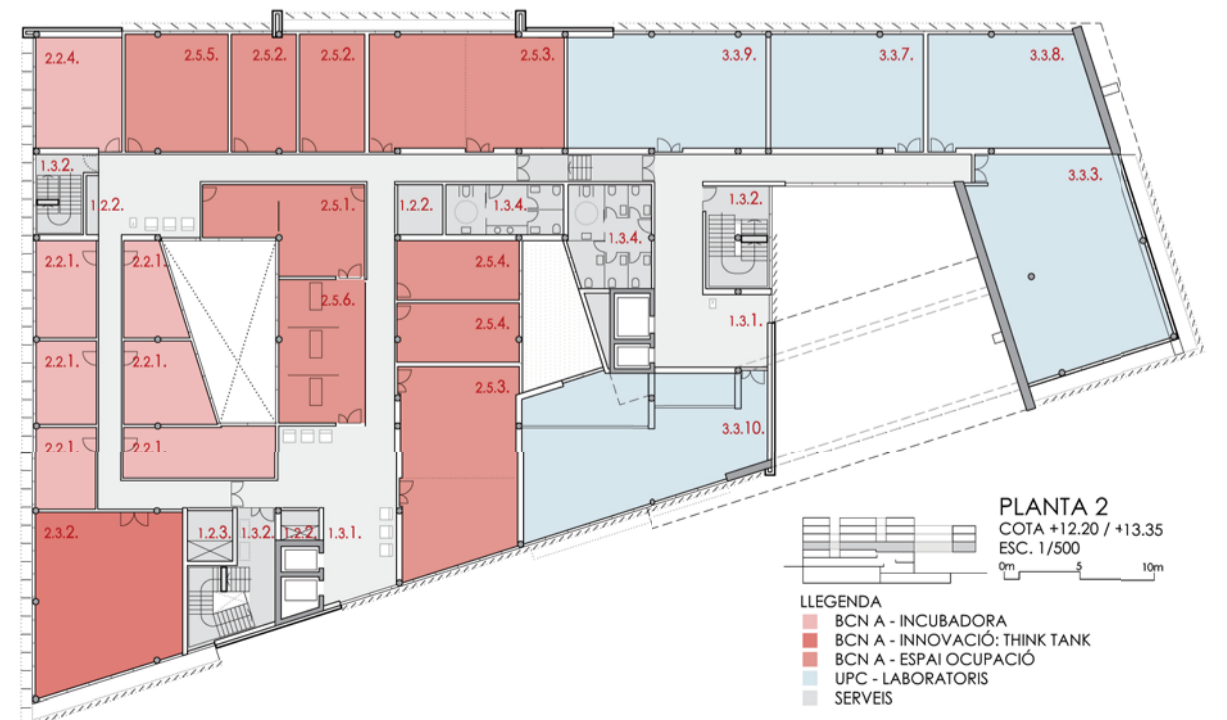 2.2.4. 2.5.5. 2.5.2. 2.5.2. 2.5.3. 3.3.9. 3.3.7. 3.3.8.
1.3.2. 3.3.3.
1.2.2. 2.5.1. 1.2.2. 1.3.4. 1.3.2.
1.3.4.
2.2.1. 2.2.1. 2.5.4.
2.5.6. 1.3.1.
2.5.4.
2.2.1. 2.2.1. 2.5.3.
3.3.10.
2.2.1. 2.2.1.
2.3.2. 1.2.3. 1.3.2. 1.2.2. 1.3.1.
PLANTA 2
COTA +12.20 / +13.35
ESC. 1/500
0m 5 10m
LLEGENDA
BCN A - INCUBADORA
BCN A - INNOVACIÓ: THINK TANK
BCN A - ESPAI OCUPACIÓ
UPC - LABORATORIS
SERVEIS